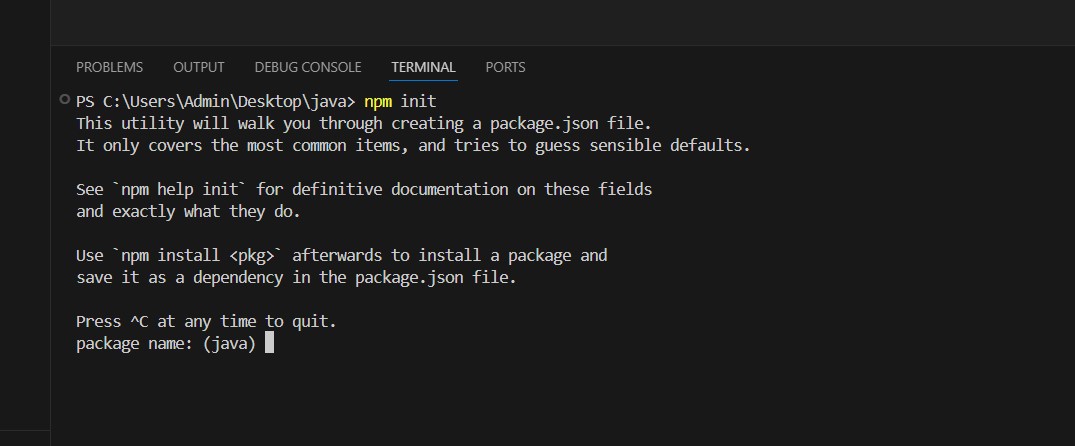 PROBLEMS OUTPUT DEBUG CONSOLE TERMINAL PORTS
PS C:\Users\Admin\Desktop\java> npm init
This utility will walk you through creating a package.json file.
It only covers the most common items, and tries to guess sensible defaults.
See `npm help init` for definitive documentation on these fields
and exactly what they do.
Use `npm install <pkg>` afterwards to install a package and
save it as a dependency in the package.json file.
Press ^C at any time to quit.
package name: (java)